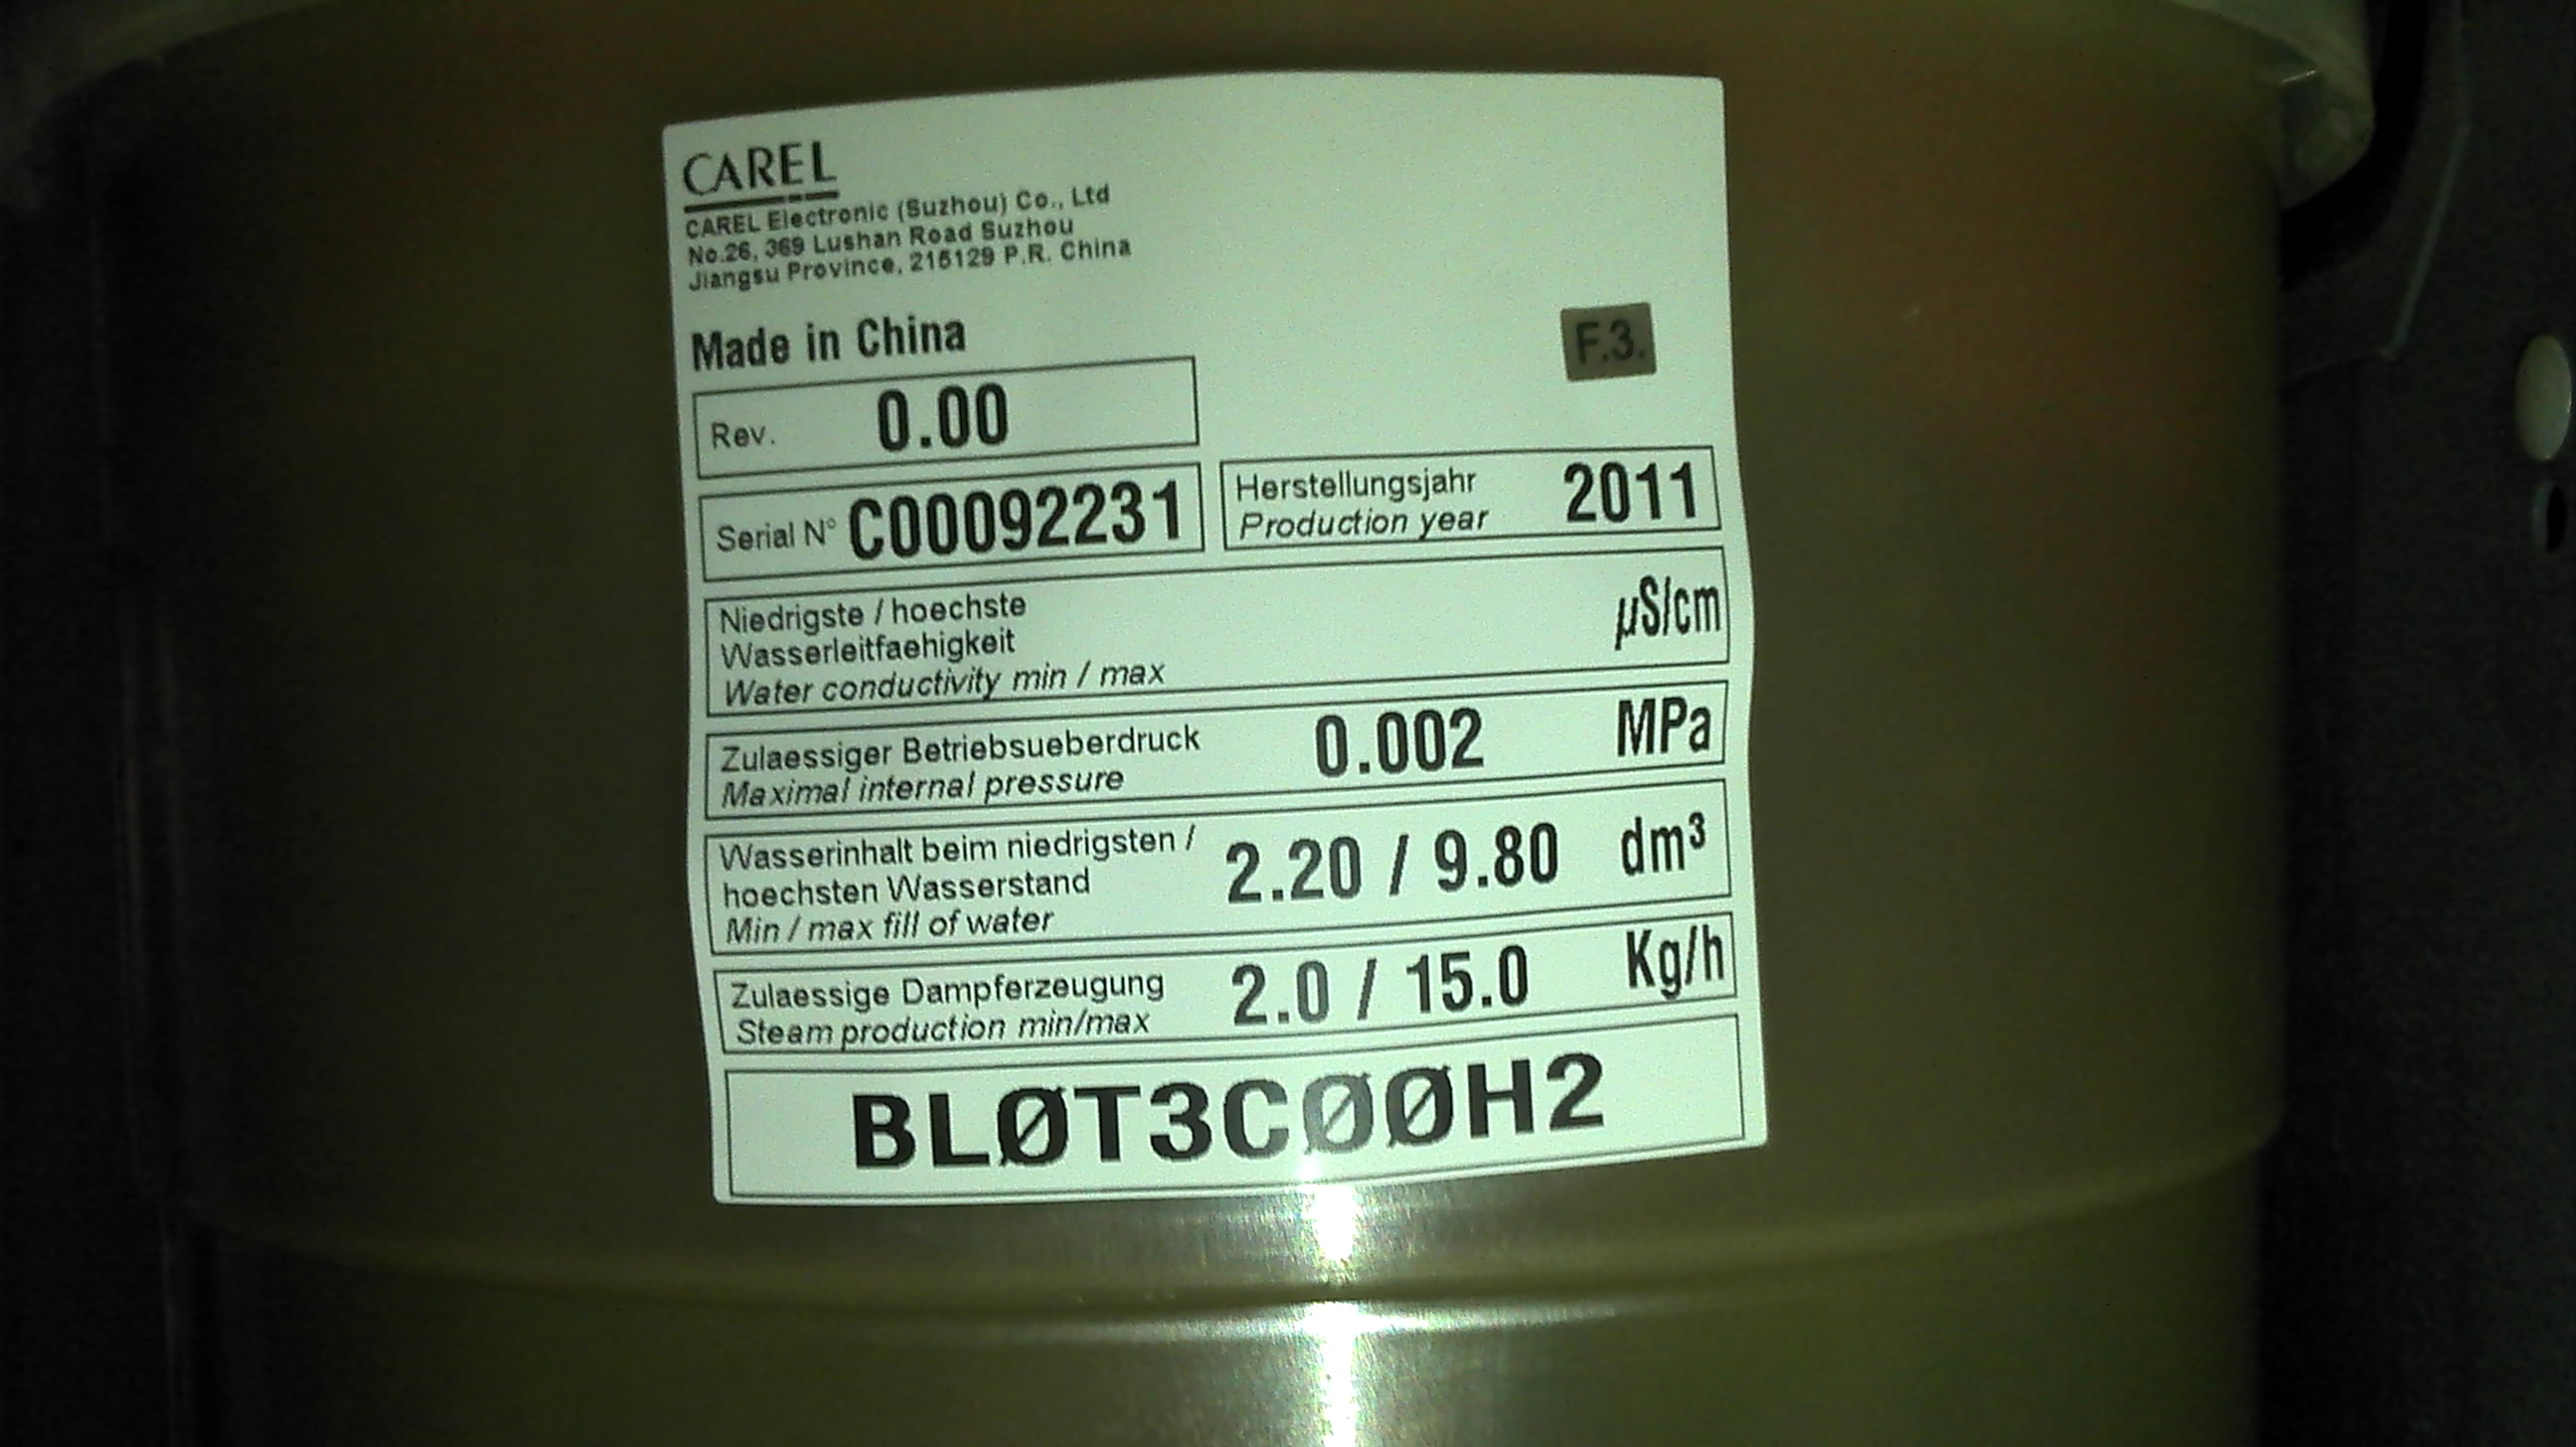 CAREL
CAREL Electronic (Suzhou) Co., Ltd
No.26, 369 Lushan Road Suzhou
Jiangsu Province, 215129 P.R. China
Made in China
F.3.
Rev. 0.00
Serial N° C00092231
Herstellungsjahr
Production year
2011
Niedrigste / hoechste
Wasserleitfaehigkeit
Water conductivity min / max
µS/cm
Zulaessiger Betriebsueberdruck
Maximal internal pressure
0.002 MPa
Wasserinhalt beim niedrigsten /
hoechsten Wasserstand
Min / max fill of water
2.20 / 9.80 dm³
Zulaessige Dampferzeugung
Steam production min/max
2.0 / 15.0 Kg/h
BLØT3CØØH2